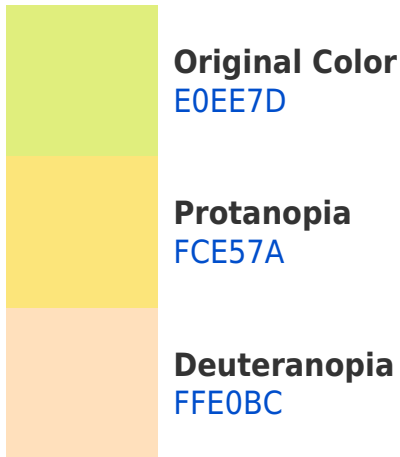 Original Color
E0EE7D
Protanopia
FCE57A
Deuteranopia
FFE0BC